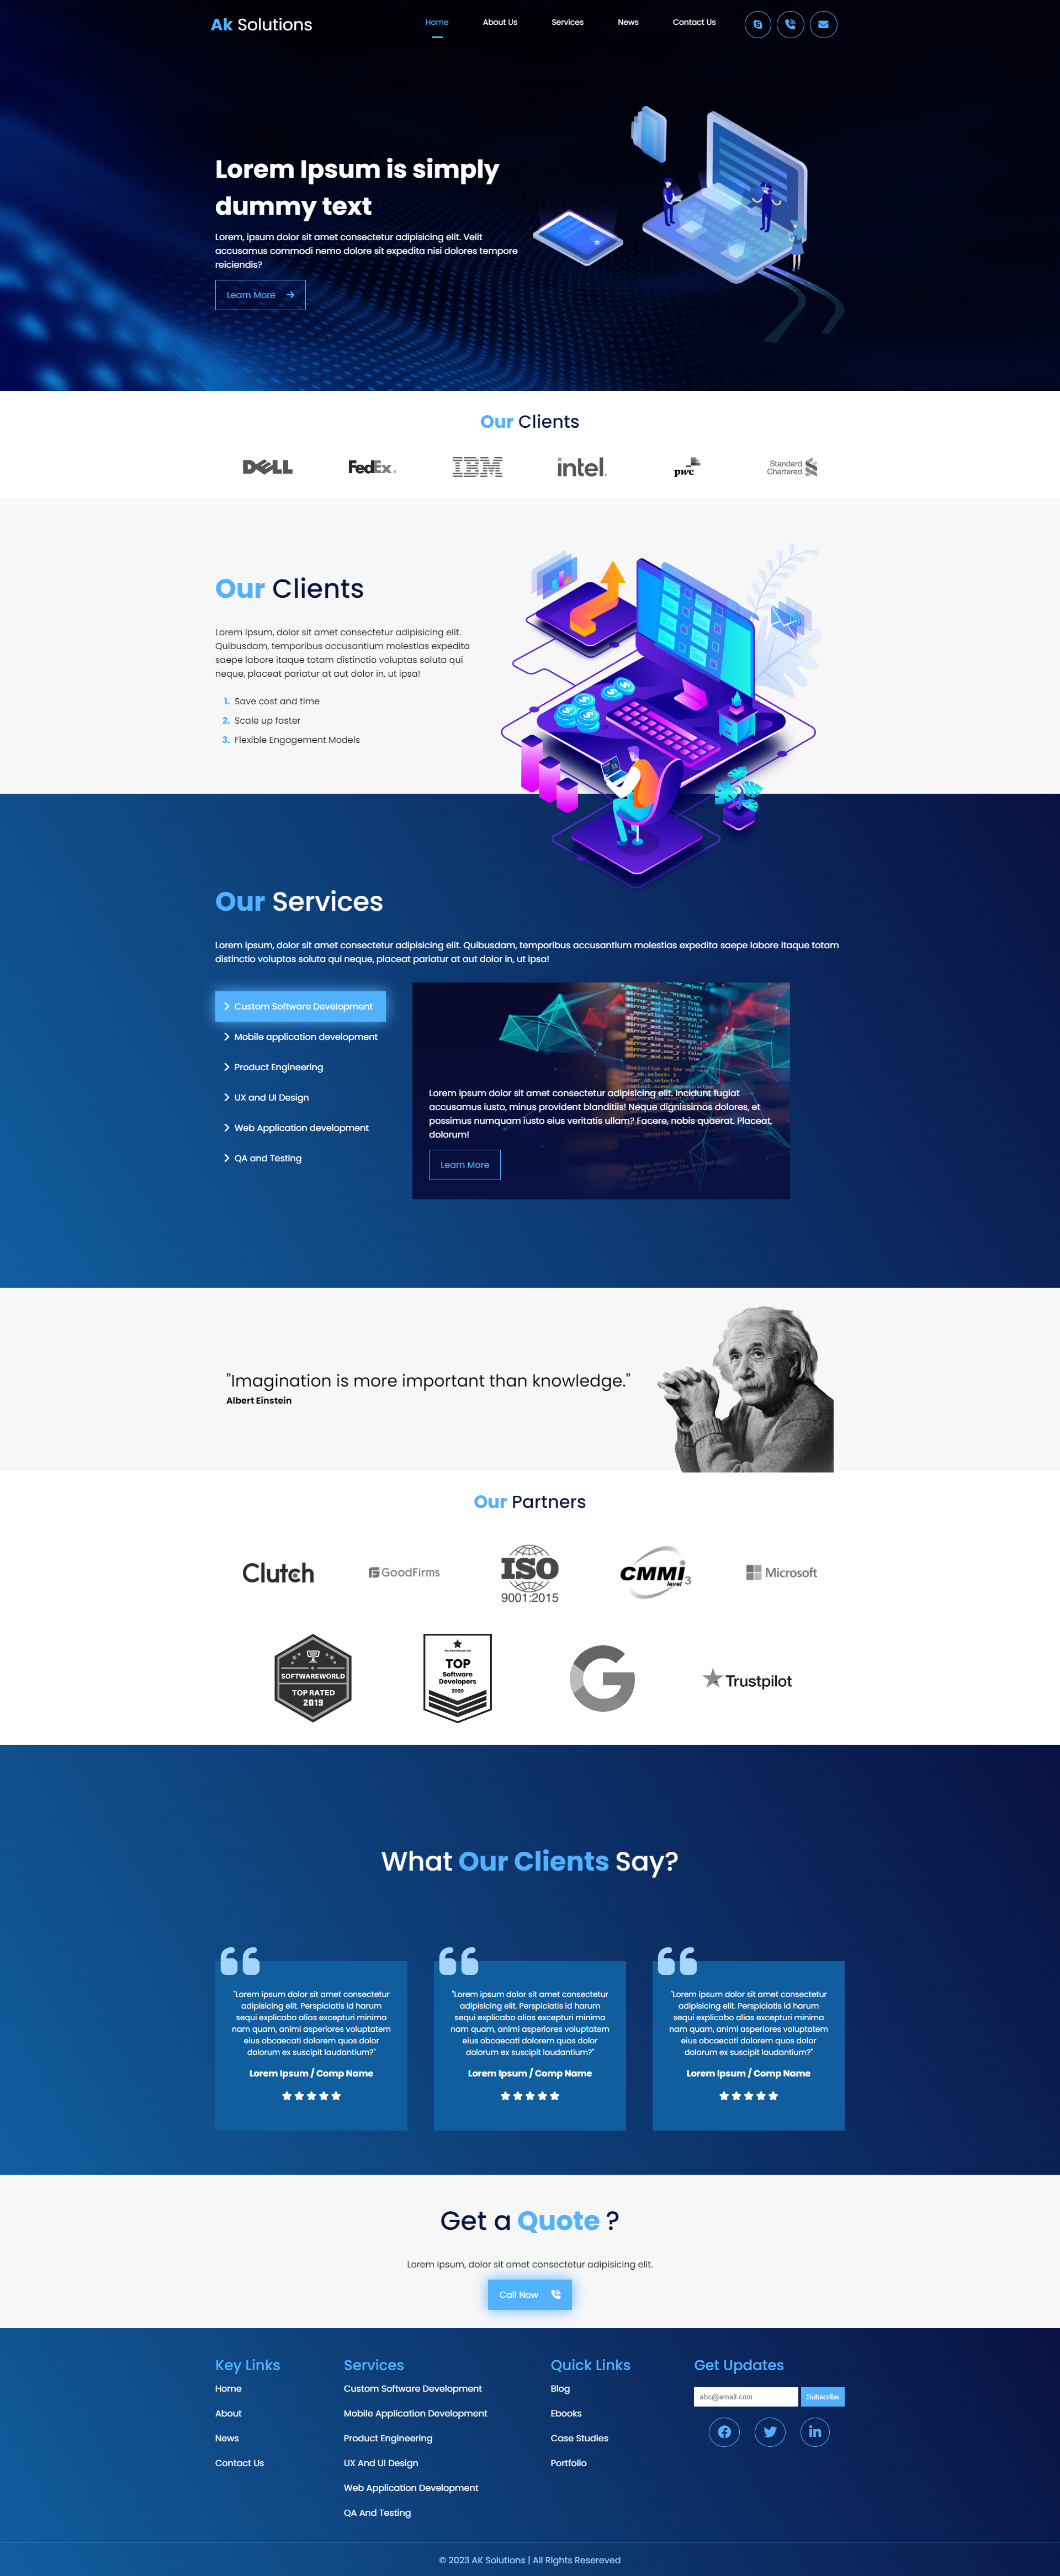 Ak Solutions
Home
About Us
Services
News
Contact Us
Lorem Ipsum is simply
dummy text
Lorem, ipsum dolor sit amet consectetur adipisicing elit. Velit
accusamus commodi nemo dolore sit expedita nisi dolores tempore
reiciendis?
Learn More
Our Clients
DELL
FedEx
IBM
intel
pwc
Standard
Chartered
Our Clients
Lorem ipsum, dolor sit amet consectetur adipisicing elit.
Quibusdam, temporibus accusantium molestias expedita
saepe labore itaque totam distinctio voluptas soluta qui
neque, placeat pariatur at aut dolor in, ut ipsa!
1. Save cost and time
2. Scale up faster
3. Flexible Engagement Models
Our Services
Lorem ipsum, dolor sit amet consectetur adipisicing elit. Quibusdam, temporibus accusantium molestias expedita saepe labore itaque totam
distinctio voluptas soluta qui neque, placeat pariatur at aut dolor in, ut ipsa!
Custom Software Development
Mobile application development
Product Engineering
UX and UI Design
Web Application development
QA and Testing
Lorem ipsum dolor sit amet consectetur adipisicing elit. Incidunt fugiat
accusamus iusto, minus provident blanditiis! Neque dignissimos dolores, et
possimus numquam iusto eius veritatis ullam? Facere, nobis quaerat. Placeat,
dolorum!
Learn More
"Imagination is more important than knowledge."
Albert Einstein
Our Partners
Clutch
GoodFirms
ISO
9001:2015
CMMI
level 3
Microsoft
SOFTWAREWORLD
TOP RATED
2019
TOP
Software
Developers
2020
G
Trustpilot
What Our Clients Say?
"Lorem ipsum dolor sit amet consectetur
adipisicing elit. Perspiciatis id harum
sequi explicabo alias excepturi minima
nam quam, animi asperiores voluptatem
eius obcaecati dolorem quos dolor
dolorum ex suscipit laudantium?"
Lorem Ipsum / Comp Name
"Lorem ipsum dolor sit amet consectetur
adipisicing elit. Perspiciatis id harum
sequi explicabo alias excepturi minima
nam quam, animi asperiores voluptatem
eius obcaecati dolorem quos dolor
dolorum ex suscipit laudantium?"
Lorem Ipsum / Comp Name
"Lorem ipsum dolor sit amet consectetur
adipisicing elit. Perspiciatis id harum
sequi explicabo alias excepturi minima
nam quam, animi asperiores voluptatem
eius obcaecati dolorem quos dolor
dolorum ex suscipit laudantium?"
Lorem Ipsum / Comp Name
Get a Quote ?
Lorem ipsum, dolor sit amet consectetur adipisicing elit.
Call Now
Key Links
Home
About
News
Contact Us
Services
Custom Software Development
Mobile Application Development
Product Engineering
UX And UI Design
Web Application Development
QA And Testing
Quick Links
Blog
Ebooks
Case Studies
Portfolio
Get Updates
abc@email.com
Subscribe
© 2023 AK Solutions | All Rights Resereved